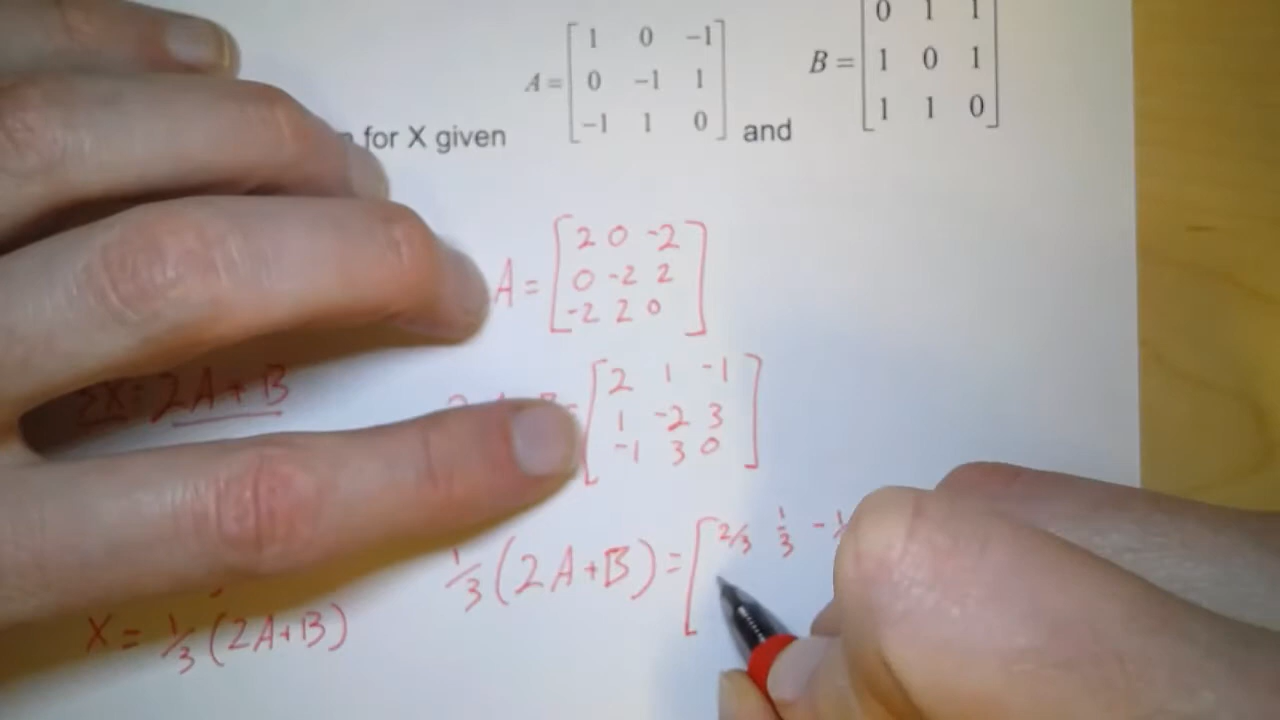 A = [1 0 -1
0 -1 1
-1 1 0]
B = [0 1 1
1 0 1
1 1 0]
for X given and
A = [2 0 -2
0 -2 2
-2 2 0]
X = 2A+B
[2 1 -1
1 -2 3
-1 3 0]
X = 1/3 (2A+B)
1/3 (2A+B) = [2/3 1/3 -1